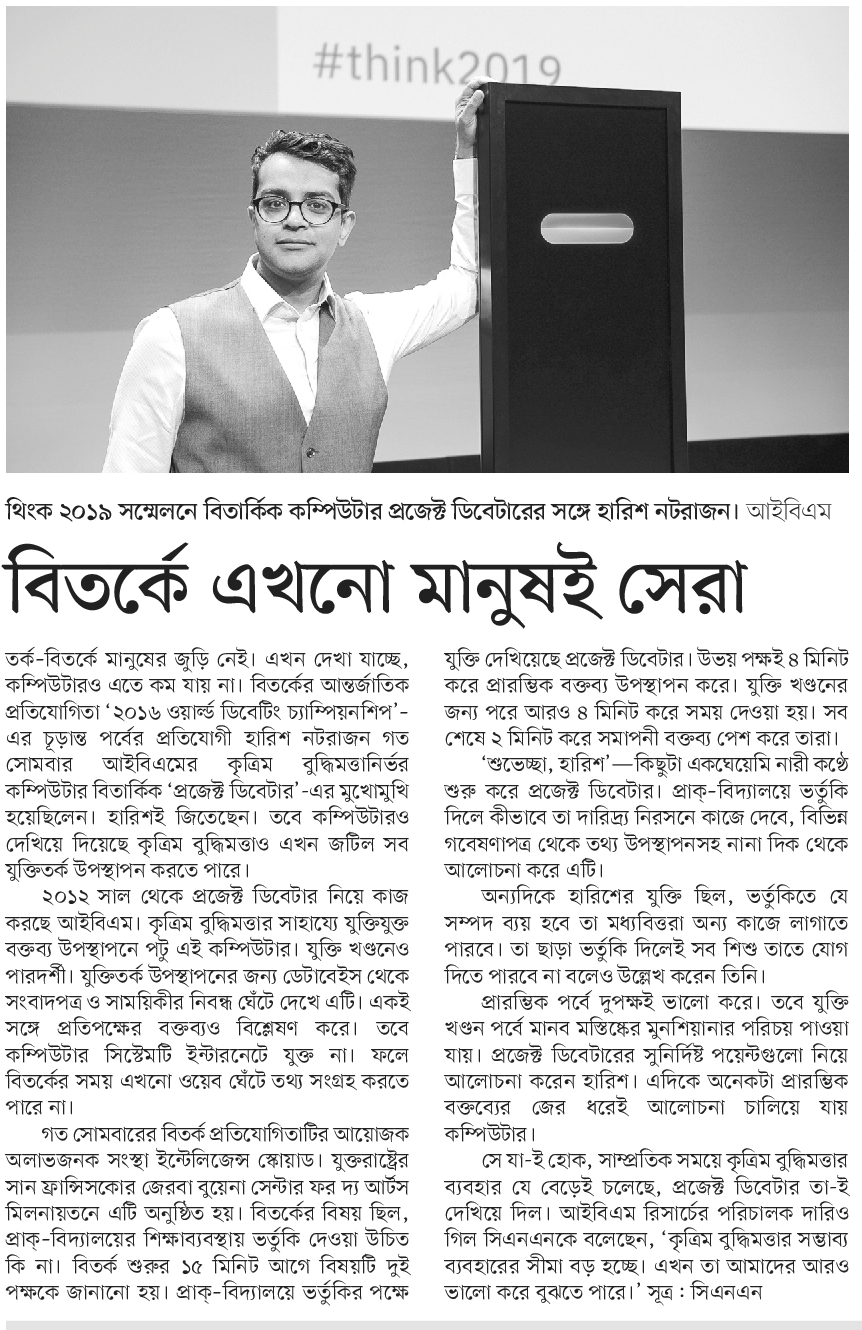 #think2019
থিংক ২০১৯ সম্মেলনে বিতার্কিক কম্পিউটার প্রজেক্ট ডিবেটারের সঙ্গে হারিশ নটরাজন। আইবিএম
বিতর্কে এখনো মানুষই সেরা
তর্ক-বিতর্কে মানুষের জুড়ি নেই। এখন দেখা যাচ্ছে,
কম্পিউটারও এতে কম যায় না। বিতর্কের আন্তর্জাতিক
প্রতিযোগিতা ‘২০১৬ ওয়ার্ল্ড ডিবেটিং চ্যাম্পিয়নশিপ’-
এর চূড়ান্ত পর্বের প্রতিযোগী হারিশ নটরাজন গত
সোমবার আইবিএমের কৃত্রিম বুদ্ধিমত্তানির্ভর
কম্পিউটার বিতার্কিক ‘প্রজেক্ট ডিবেটার’-এর মুখোমুখি
হয়েছিলেন। হারিশই জিতেছেন। তবে কম্পিউটারও
দেখিয়ে দিয়েছে কৃত্রিম বুদ্ধিমত্তাও এখন জটিল সব
যুক্তিতর্ক উপস্থাপন করতে পারে।
২০১২ সাল থেকে প্রজেক্ট ডিবেটার নিয়ে কাজ
করছে আইবিএম। কৃত্রিম বুদ্ধিমত্তার সাহায্যে যুক্তিযুক্ত
বক্তব্য উপস্থাপনে পটু এই কম্পিউটার। যুক্তি খণ্ডনেও
পারদর্শী। যুক্তিতর্ক উপস্থাপনের জন্য ডেটাবেইস থেকে
সংবাদপত্র ও সাময়িকীর নিবন্ধ ঘেঁটে দেখে এটি। একই
সঙ্গে প্রতিপক্ষের বক্তব্যও বিশ্লেষণ করে। তবে
কম্পিউটার সিস্টেমটি ইন্টারনেটে যুক্ত না। ফলে
বিতর্কের সময় এখনো ওয়েব ঘেঁটে তথ্য সংগ্রহ করতে
পারে না।
গত সোমবারের বিতর্ক প্রতিযোগিতাটির আয়োজক
অলাভজনক সংস্থা ইন্টেলিজেন্স স্কোয়াড। যুক্তরাষ্ট্রের
সান ফ্রান্সিসকোর জেরবা বুয়েনা সেন্টার ফর দ্য আর্টস
মিলনায়তনে এটি অনুষ্ঠিত হয়। বিতর্কের বিষয় ছিল,
প্রাক্-বিদ্যালয়ের শিক্ষাব্যবস্থায় ভর্তুকি দেওয়া উচিত
কি না। বিতর্ক শুরুর ১৫ মিনিট আগে বিষয়টি দুই
পক্ষকে জানানো হয়। প্রাক্-বিদ্যালয়ে ভর্তুকির পক্ষে
যুক্তি দেখিয়েছে প্রজেক্ট ডিবেটার। উভয় পক্ষই ৪ মিনিট
করে প্রারম্ভিক বক্তব্য উপস্থাপন করে। যুক্তি খণ্ডনের
জন্য পরে আরও ৪ মিনিট করে সময় দেওয়া হয়। সব
শেষে ২ মিনিট করে সমাপনী বক্তব্য পেশ করে তারা।
‘শুভেচ্ছা, হারিশ’—কিছুটা একঘেয়েমি নারী কণ্ঠে
শুরু করে প্রজেক্ট ডিবেটার। প্রাক্-বিদ্যালয়ে ভর্তুকি
দিলে কীভাবে তা দারিদ্র্য নিরসনে কাজে দেবে, বিভিন্ন
গবেষণাপত্র থেকে তথ্য উপস্থাপনসহ নানা দিক থেকে
আলোচনা করে এটি।
অন্যদিকে হারিশের যুক্তি ছিল, ভর্তুকিতে যে
সম্পদ ব্যয় হবে তা মধ্যবিত্তরা অন্য কাজে লাগাতে
পারবে। তা ছাড়া ভর্তুকি দিলেই সব শিশু তাতে যোগ
দিতে পারবে না বলেও উল্লেখ করেন তিনি।
প্রারম্ভিক পর্বে দুপক্ষই ভালো করে। তবে যুক্তি
খণ্ডন পর্বে মানব মস্তিষ্কের মুনশিয়ানার পরিচয় পাওয়া
যায়। প্রজেক্ট ডিবেটারের সুনির্দিষ্ট পয়েন্টগুলো নিয়ে
আলোচনা করেন হারিশ। এদিকে অনেকটা প্রারম্ভিক
বক্তব্যের জের ধরেই আলোচনা চালিয়ে যায়
কম্পিউটার।
সে যা-ই হোক, সাম্প্রতিক সময়ে কৃত্রিম বুদ্ধিমত্তার
ব্যবহার যে বেড়েই চলেছে, প্রজেক্ট ডিবেটার তা-ই
দেখিয়ে দিল। আইবিএম রিসার্চের পরিচালক দারিও
গিল সিএনএনকে বলেছেন, ‘কৃত্রিম বুদ্ধিমত্তার সম্ভাব্য
ব্যবহারের সীমা বড় হচ্ছে। এখন তা আমাদের আরও
ভালো করে বুঝতে পারে।’ সূত্র : সিএনএন